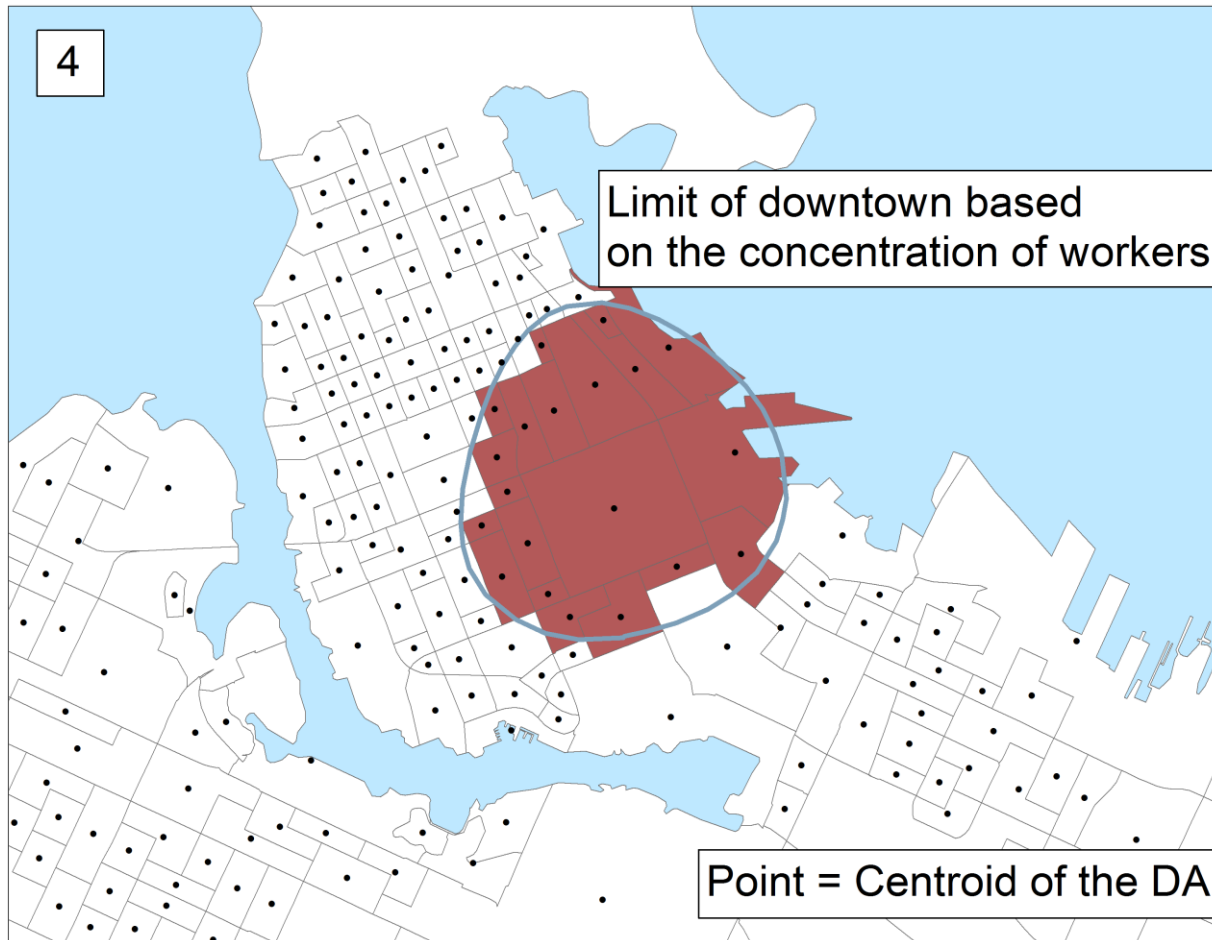 4
Limit of downtown based
on the concentration of workers
Point = Centroid of the DA